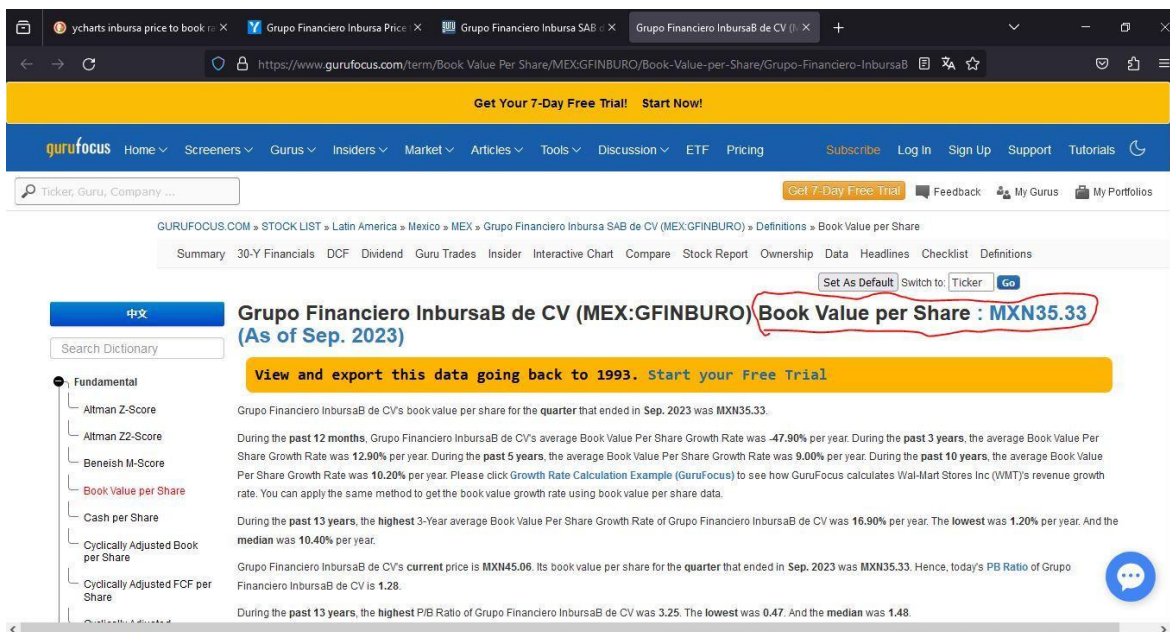 ycharts inbursa price to book ra
Grupo Financiero Inbursa Price
Grupo Financiero Inbursa SAB d
Grupo Financiero InbursaB de CV (M
https://www.gurufocus.com/term/Book Value Per Share/MEX:GFINBURO/Book-Value-per-Share/Grupo-Financiero-InbursaB
Get Your 7-Day Free Trial! Start Now!
gurufocus Home Screeners Gurus Insiders Market Articles Tools Discussion ETF Pricing Subscribe Log In Sign Up Support Tutorials
Ticker, Guru, Company ... Get 7-Day Free Trial Feedback My Gurus My Portfolios
GURUFOCUS.COM » STOCK LIST » Latin America » Mexico » MEX » Grupo Financiero Inbursa SAB de CV (MEX:GFINBURO) » Definitions » Book Value per Share
Summary 30-Y Financials DCF Dividend Guru Trades Insider Interactive Chart Compare Stock Report Ownership Data Headlines Checklist Definitions
Set As Default Switch to: Ticker Go
中文
Search Dictionary
Fundamental
Altman Z-Score
Altman Z2-Score
Beneish M-Score
Book Value per Share
Cash per Share
Cyclically Adjusted Book
per Share
Cyclically Adjusted FCF per
Share
Grupo Financiero InbursaB de CV (MEX:GFINBURO) Book Value per Share : MXN35.33
(As of Sep. 2023)
View and export this data going back to 1993. Start your Free Trial
Grupo Financiero InbursaB de CV's book value per share for the quarter that ended in Sep. 2023 was MXN35.33.
During the past 12 months, Grupo Financiero InbursaB de CV's average Book Value Per Share Growth Rate was -47.90% per year. During the past 3 years, the average Book Value Per
Share Growth Rate was 12.90% per year. During the past 5 years, the average Book Value Per Share Growth Rate was 9.00% per year. During the past 10 years, the average Book Value
Per Share Growth Rate was 10.20% per year. Please click Growth Rate Calculation Example (GuruFocus) to see how GuruFocus calculates Wal-Mart Stores Inc (WMT)'s revenue growth
rate. You can apply the same method to get the book value growth rate using book value per share data.
During the past 13 years, the highest 3-Year average Book Value Per Share Growth Rate of Grupo Financiero InbursaB de CV was 16.90% per year. The lowest was 1.20% per year. And the
median was 10.40% per year.
Grupo Financiero InbursaB de CV's current price is MXN45.06. Its book value per share for the quarter that ended in Sep. 2023 was MXN35.33. Hence, today's PB Ratio of Grupo
Financiero InbursaB de CV is 1.28.
During the past 13 years, the highest P/B Ratio of Grupo Financiero InbursaB de CV was 3.25. The lowest was 0.47. And the median was 1.48.